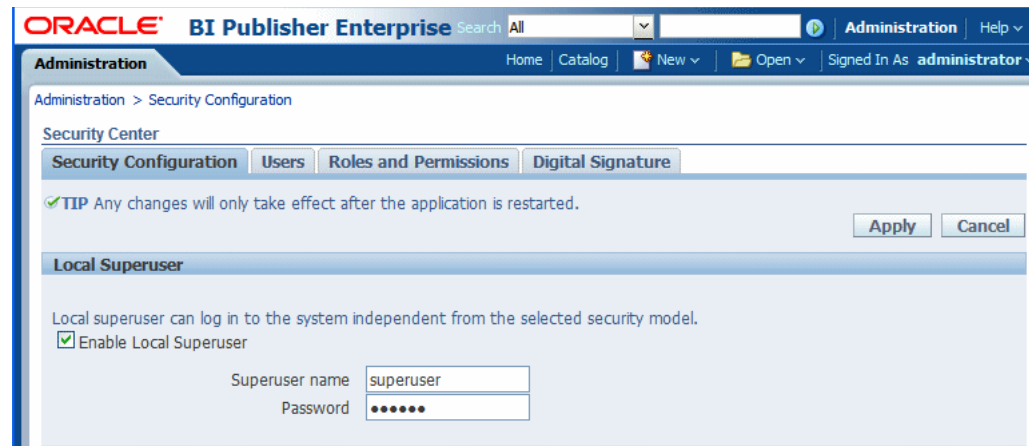 ORACLE BI Publisher Enterprise Search All Administration Help
Administration Home Catalog New Open Signed In As administrator
Administration > Security Configuration
Security Center
Security Configuration Users Roles and Permissions Digital Signature
TIP Any changes will only take effect after the application is restarted.
Apply Cancel
Local Superuser
Local superuser can log in to the system independent from the selected security model.
Enable Local Superuser
Superuser name superuser
Password ••••••